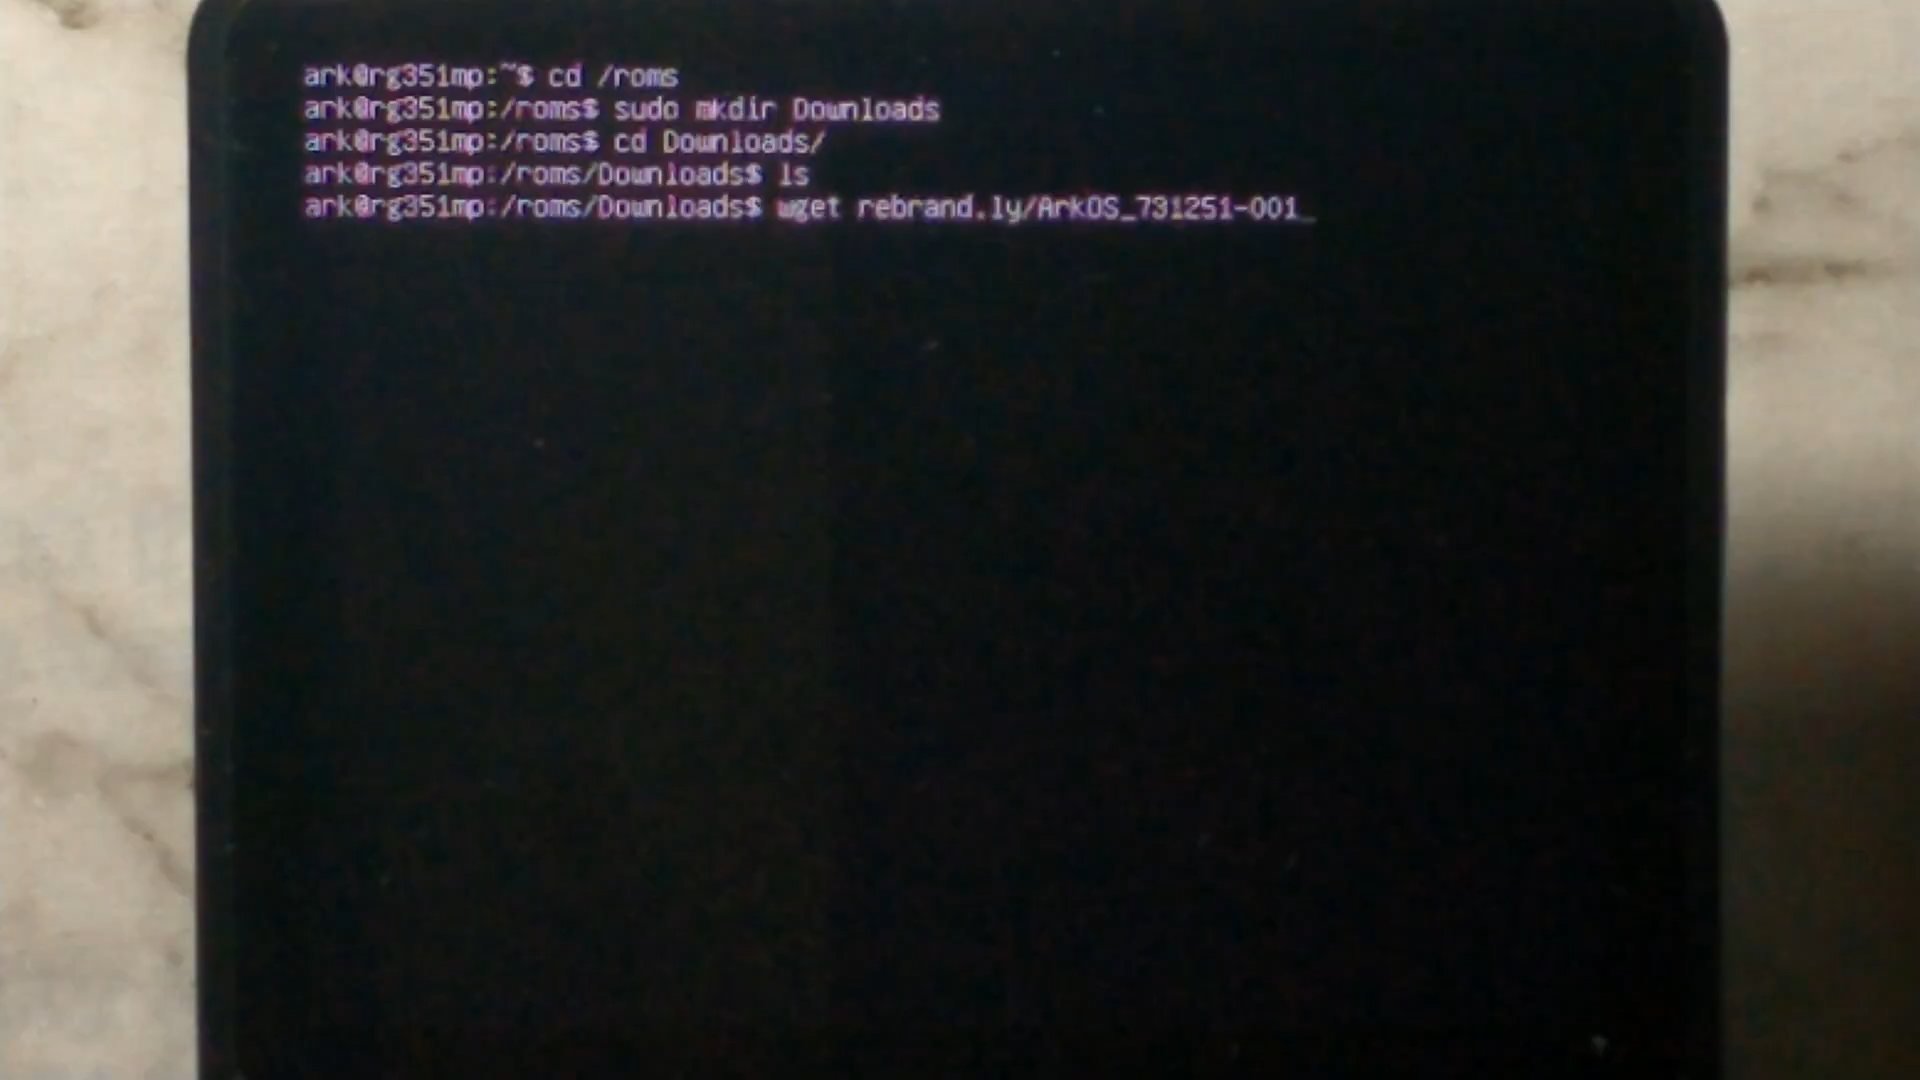 ark@rg351mp:~$ cd /roms
ark@rg351mp:/roms$ sudo mkdir Downloads
ark@rg351mp:/roms$ cd Downloads/
ark@rg351mp:/roms/Downloads$ ls
ark@rg351mp:/roms/Downloads$ wget rebrand.ly/ArkOS_731251-001_